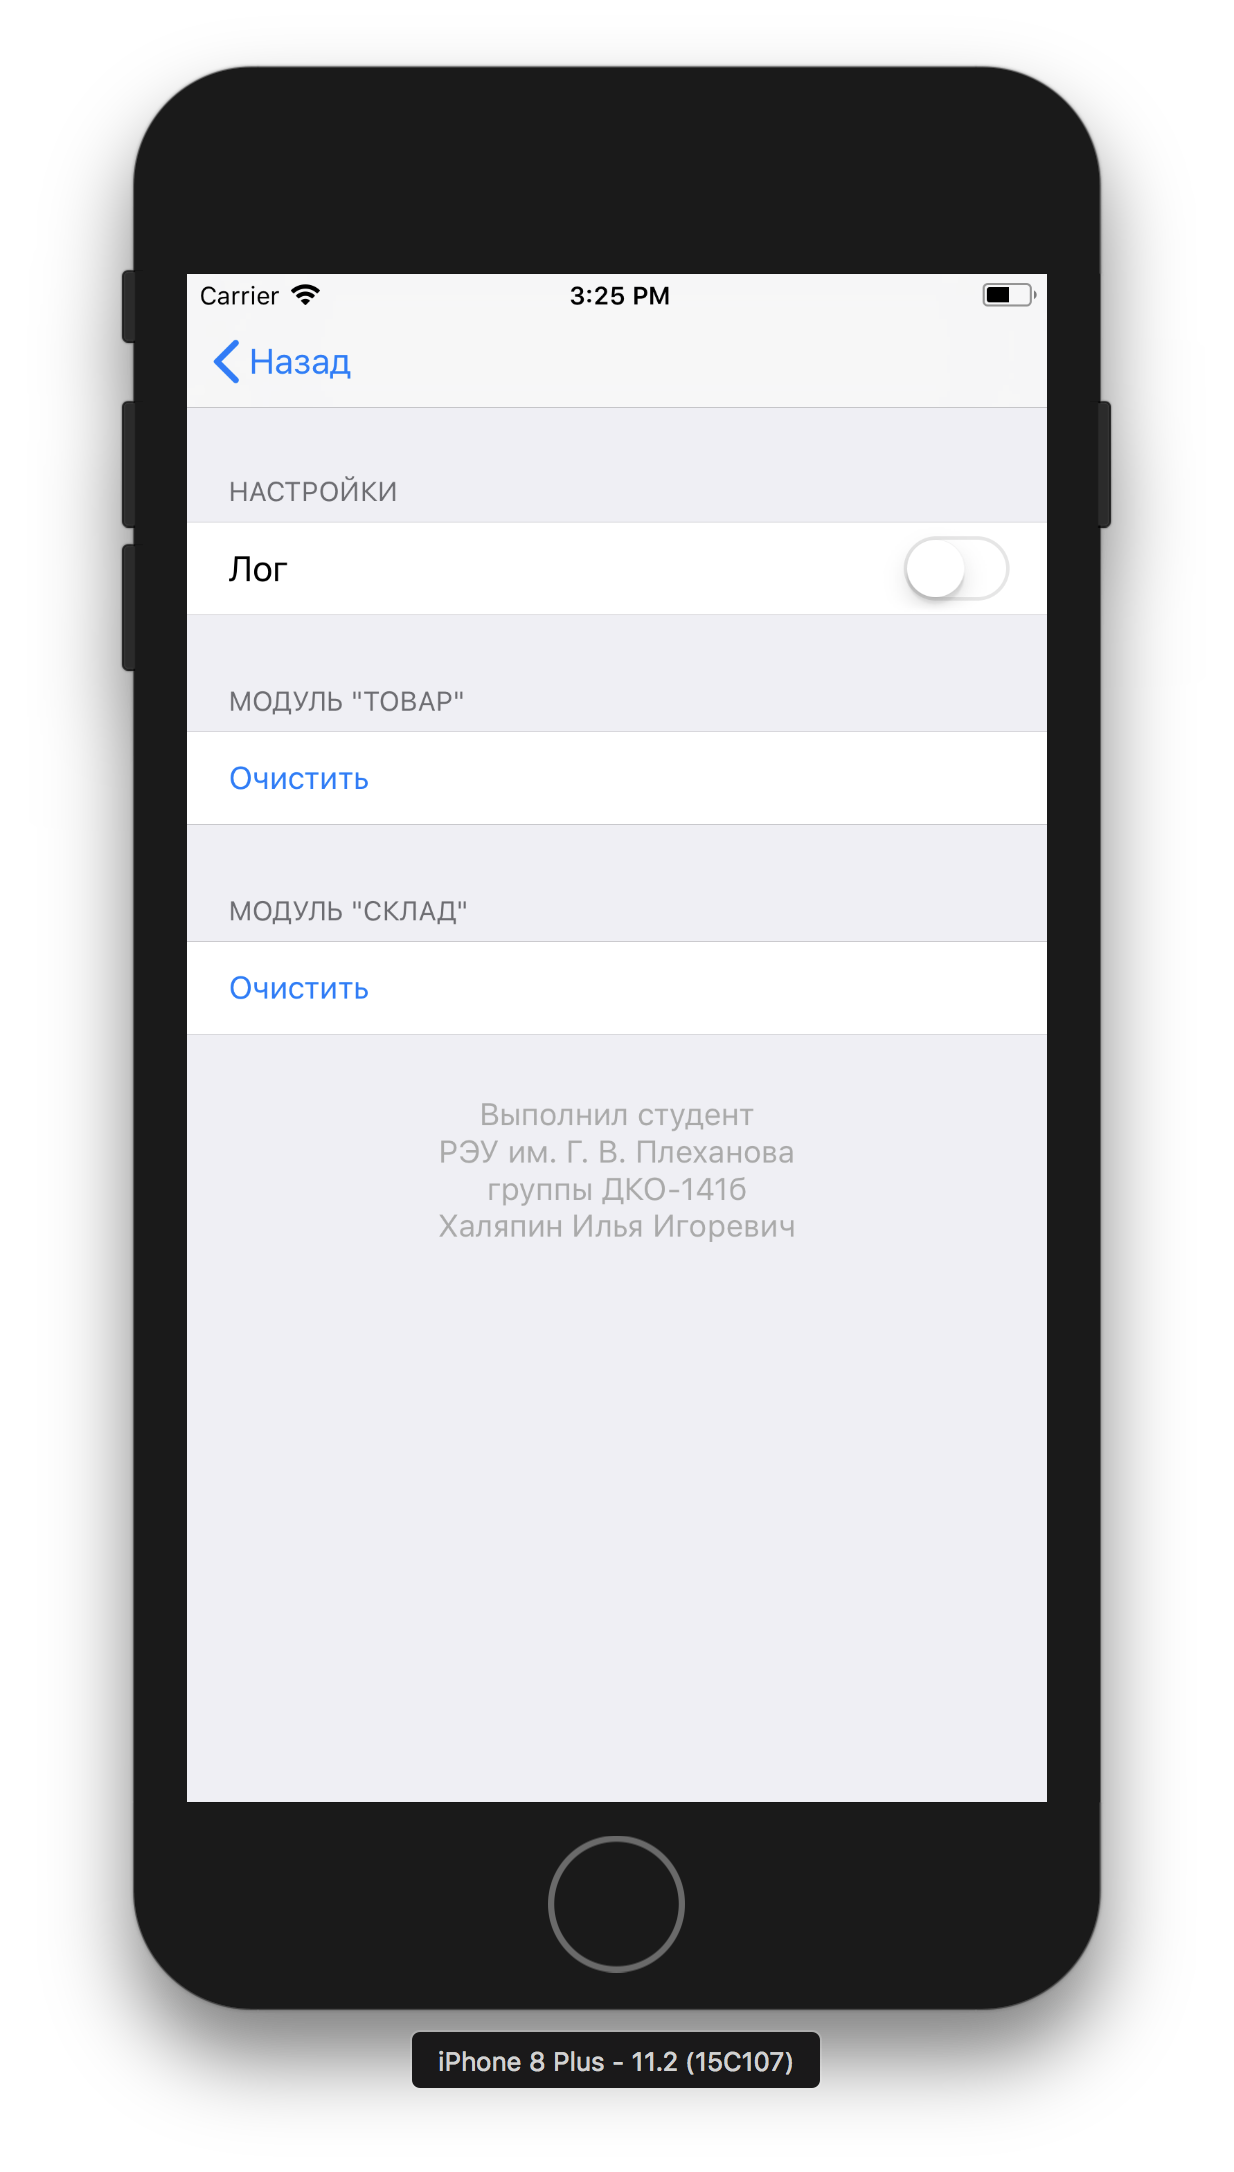 Carrier 3:25 PM
Назад
НАСТРОЙКИ
Лог
МОДУЛЬ "ТОВАР"
Очистить
МОДУЛЬ "СКЛАД"
Очистить
Выполнил студент
РЭУ им. Г. В. Плеханова
группы ДКО-141б
Халяпин Илья Игоревич
iPhone 8 Plus - 11.2 (15C107)